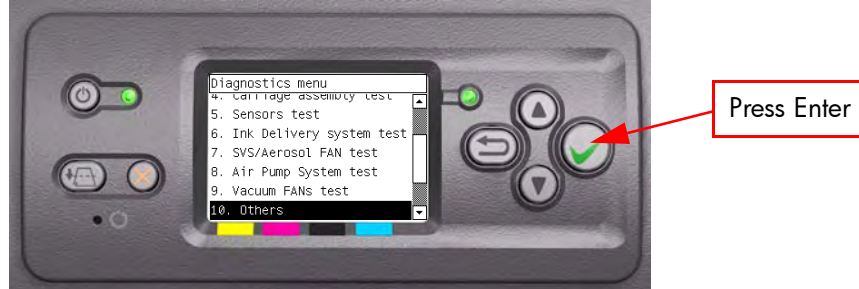 Diagnostics menu
4. Carriage assembly test
5. Sensors test
6. Ink Delivery system test
7. SVS/Aerosol FAN test
8. Air Pump System test
9. Vacuum FANs test
10. Others
Press Enter